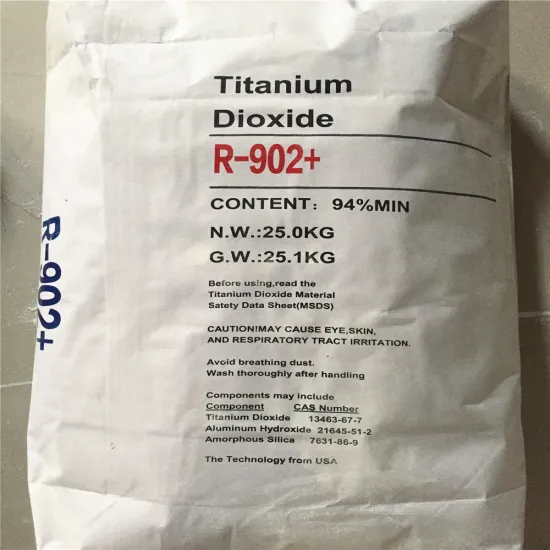 Titanium
Dioxide
R-902+
CONTENT: 94%MIN
N.W.:25.0KG
G.W.:25.1KG
Before using,read the
Titanium Dioxide Material
Satety Data Sheet(MSDS)
CAUTION!MAY CAUSE EYE,SKIN,
AND RESPIRATORY TRACT IRRITATION.
Avoid breathing dust.
Wash thoroughly after handling
Components may include
Component CAS Number
Titanium Dioxide 13463-67-7
Aluminum Hydroxide 21645-51-2
Amorphous Silica 7631-86-9
The Technology from USA
R-902+